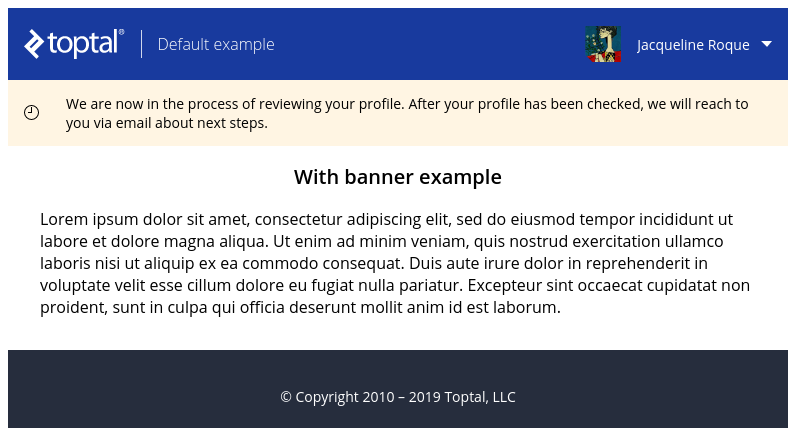 toptal® Default example Jacqueline Roque
We are now in the process of reviewing your profile. After your profile has been checked, we will reach to
you via email about next steps.
With banner example
Lorem ipsum dolor sit amet, consectetur adipiscing elit, sed do eiusmod tempor incididunt ut
labore et dolore magna aliqua. Ut enim ad minim veniam, quis nostrud exercitation ullamco
laboris nisi ut aliquip ex ea commodo consequat. Duis aute irure dolor in reprehenderit in
voluptate velit esse cillum dolore eu fugiat nulla pariatur. Excepteur sint occaecat cupidatat non
proident, sunt in culpa qui officia deserunt mollit anim id est laborum.
© Copyright 2010 – 2019 Toptal, LLC